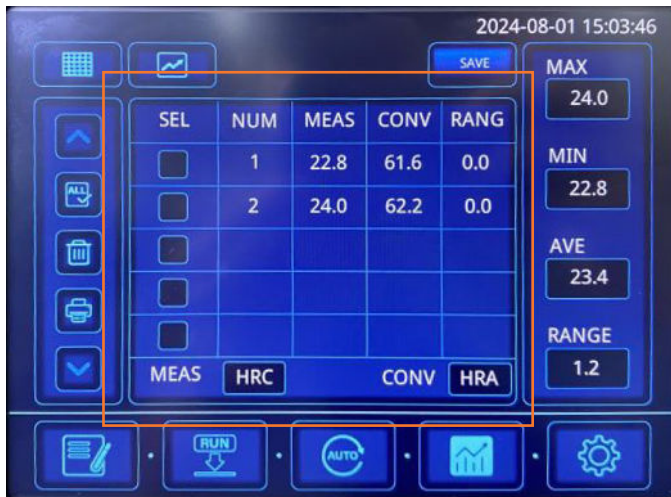 2024-08-01 15:03:46
SAVE
MAX
24.0
SEL NUM MEAS CONV RANG
1 22.8 61.6 0.0
MIN
22.8
ALL
2 24.0 62.2 0.0
AVE
23.4
RANGE
1.2
MEAS HRC CONV HRA
RUN
AUTO